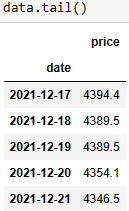 data.tail()
price
date
2021-12-17 4394.4
2021-12-18 4389.5
2021-12-19 4389.5
2021-12-20 4354.1
2021-12-21 4346.5